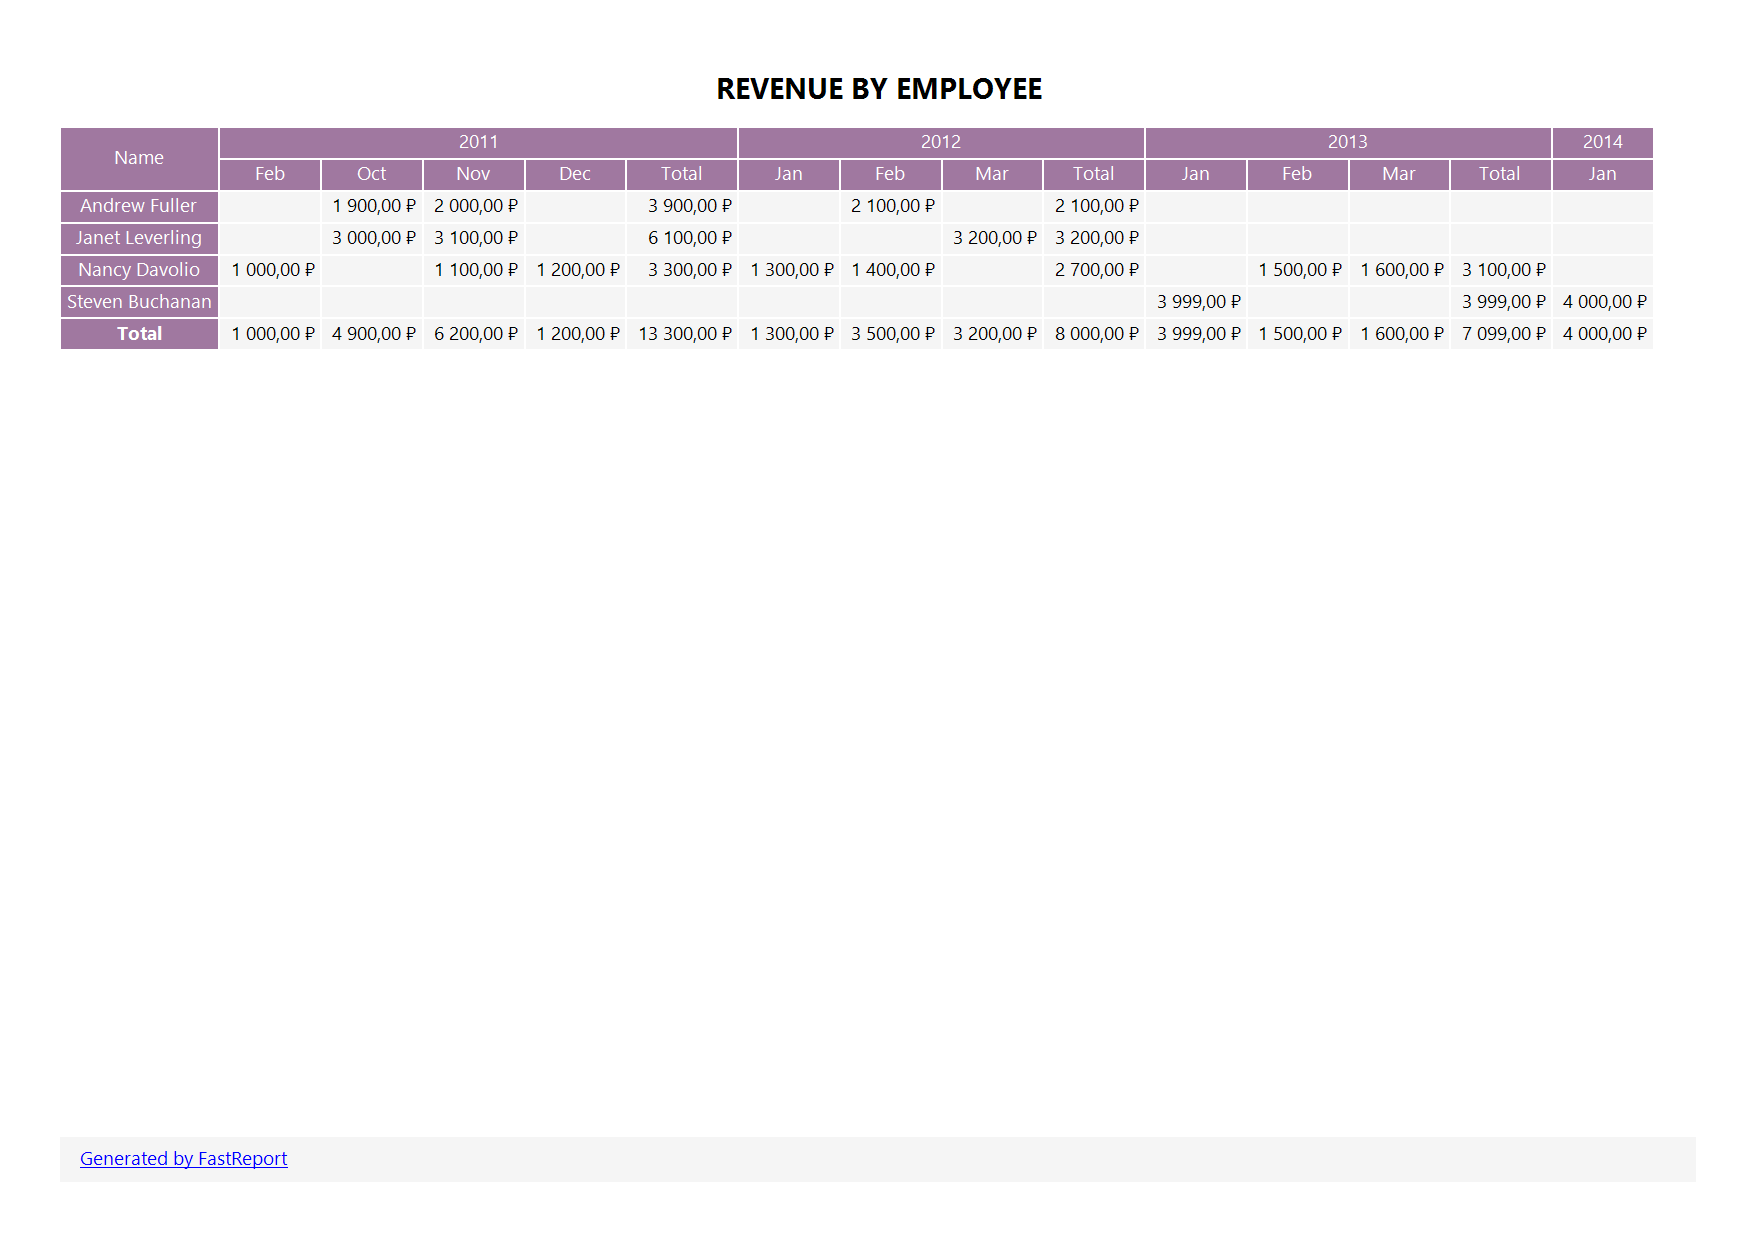 REVENUE BY EMPLOYEE
Name 2011 2012 2013 2014
Feb Oct Nov Dec Total Jan Feb Mar Total Jan Feb Mar Total Jan
Andrew Fuller 1 900,00 ₽ 2 000,00 ₽ 3 900,00 ₽ 2 100,00 ₽ 2 100,00 ₽
Janet Leverling 3 000,00 ₽ 3 100,00 ₽ 6 100,00 ₽ 3 200,00 ₽ 3 200,00 ₽
Nancy Davolio 1 000,00 ₽ 1 100,00 ₽ 1 200,00 ₽ 3 300,00 ₽ 1 300,00 ₽ 1 400,00 ₽ 2 700,00 ₽ 1 500,00 ₽ 1 600,00 ₽ 3 100,00 ₽
Steven Buchanan 3 999,00 ₽ 3 999,00 ₽ 4 000,00 ₽
Total 1 000,00 ₽ 4 900,00 ₽ 6 200,00 ₽ 1 200,00 ₽ 13 300,00 ₽ 1 300,00 ₽ 3 500,00 ₽ 3 200,00 ₽ 8 000,00 ₽ 3 999,00 ₽ 1 500,00 ₽ 1 600,00 ₽ 7 099,00 ₽ 4 000,00 ₽
Generated by FastReport